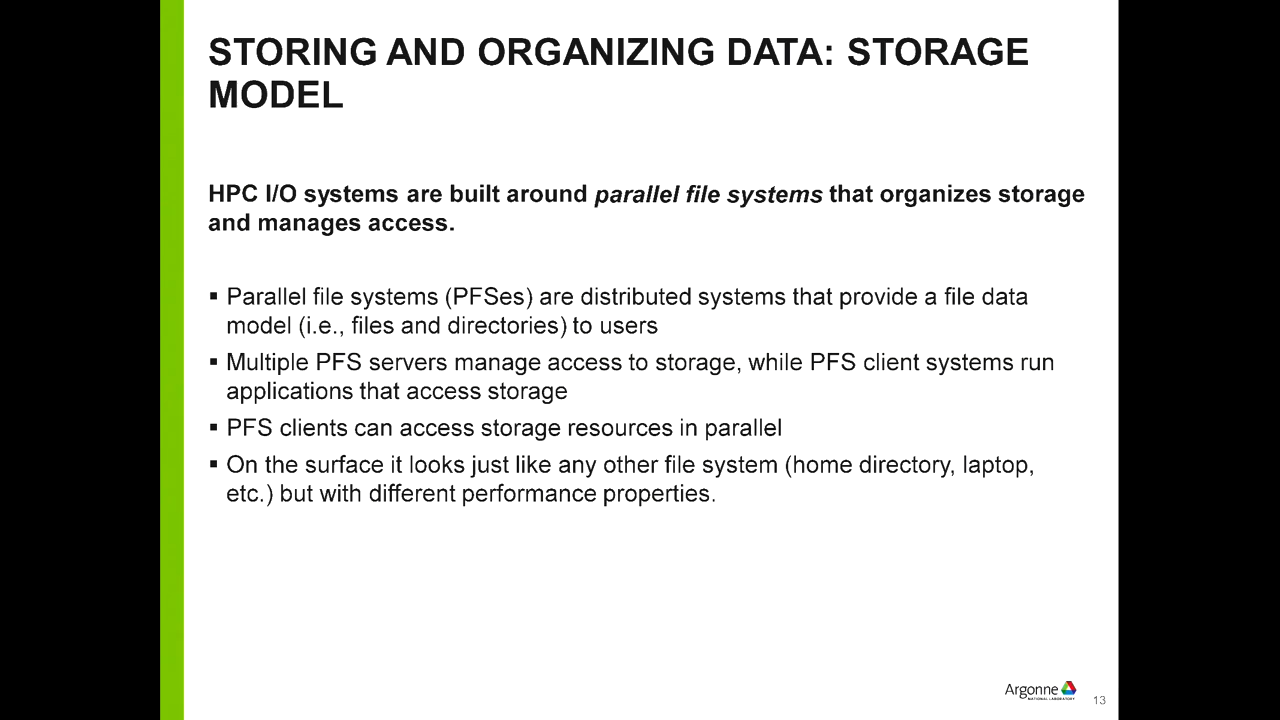 STORING AND ORGANIZING DATA: STORAGE
MODEL
HPC I/O systems are built around parallel file systems that organizes storage
and manages access.
▪ Parallel file systems (PFSes) are distributed systems that provide a file data
model (i.e., files and directories) to users
▪ Multiple PFS servers manage access to storage, while PFS client systems run
applications that access storage
▪ PFS clients can access storage resources in parallel
▪ On the surface it looks just like any other file system (home directory, laptop,
etc.) but with different performance properties.
Argonne
NATIONAL LABORATORY
13